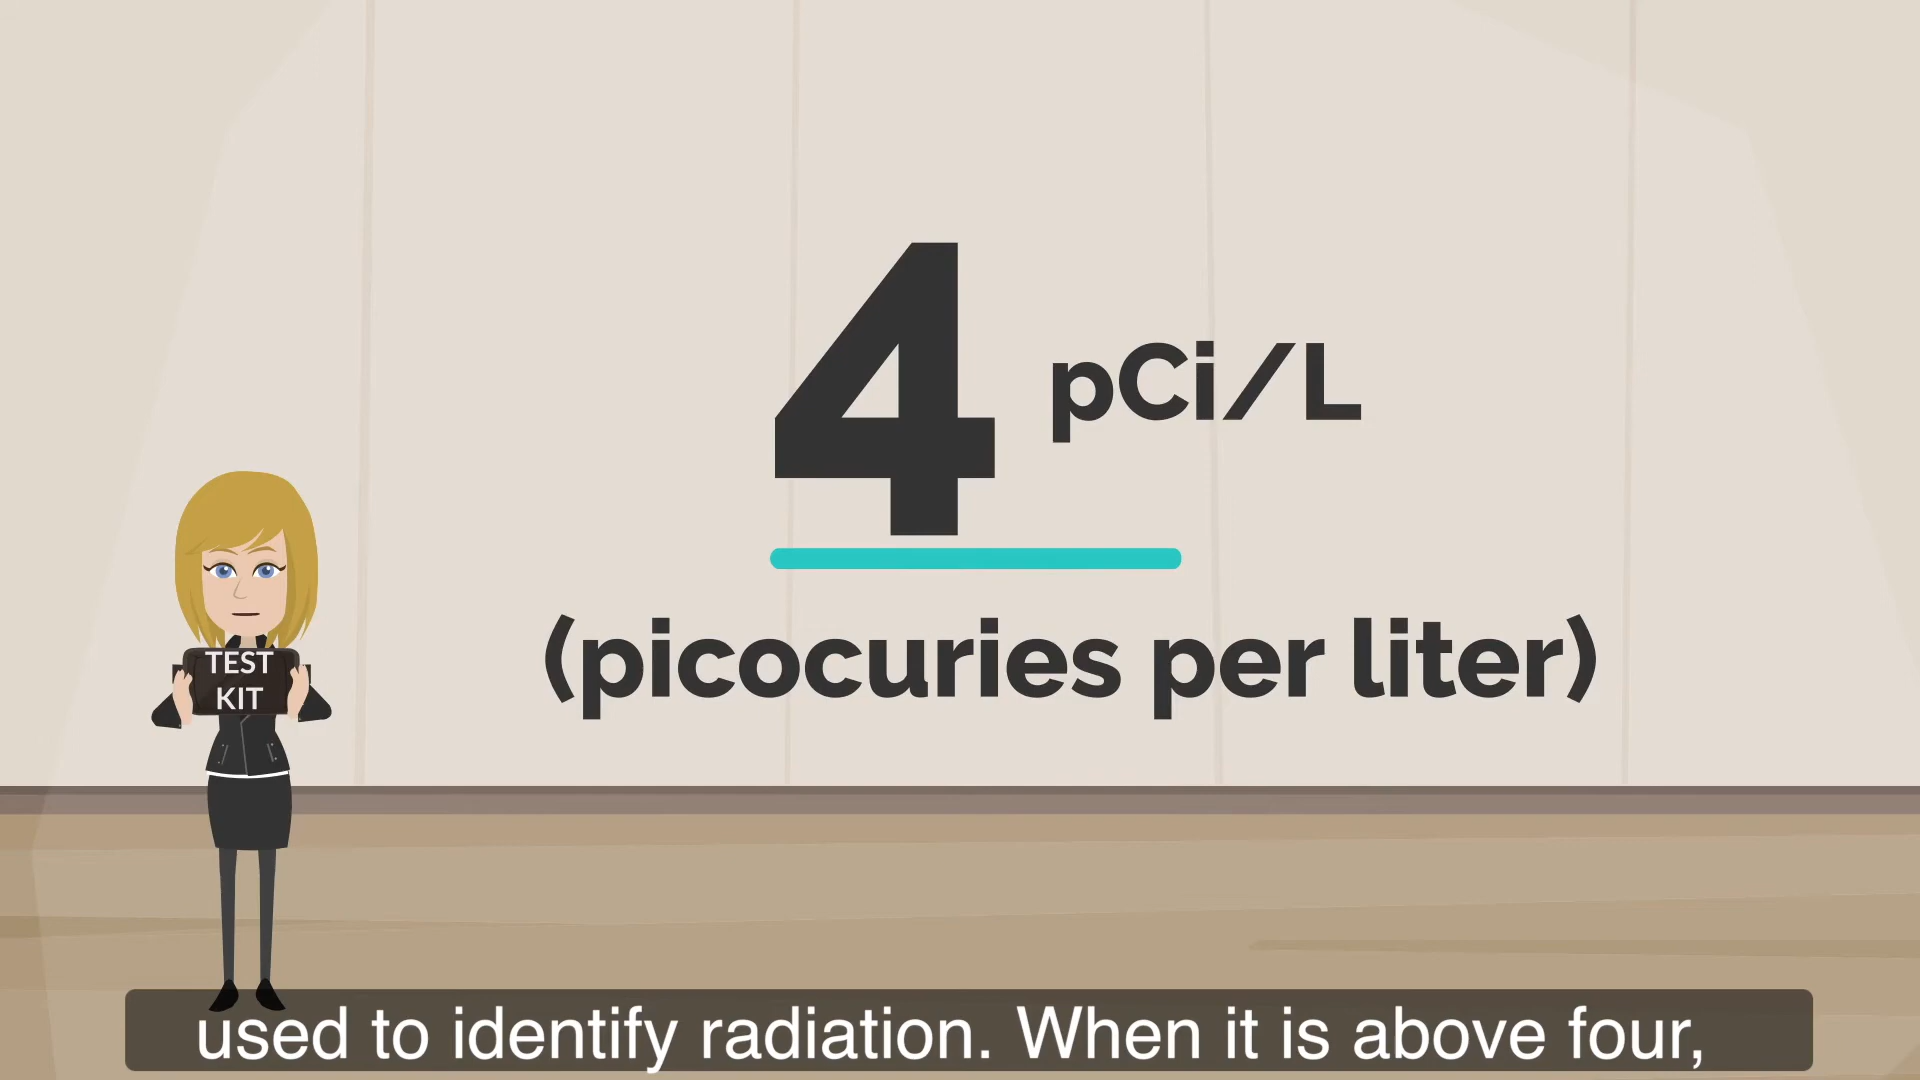 4 pCi/L
(picocuries per liter)
TEST
KIT
used to identify radiation. When it is above four,